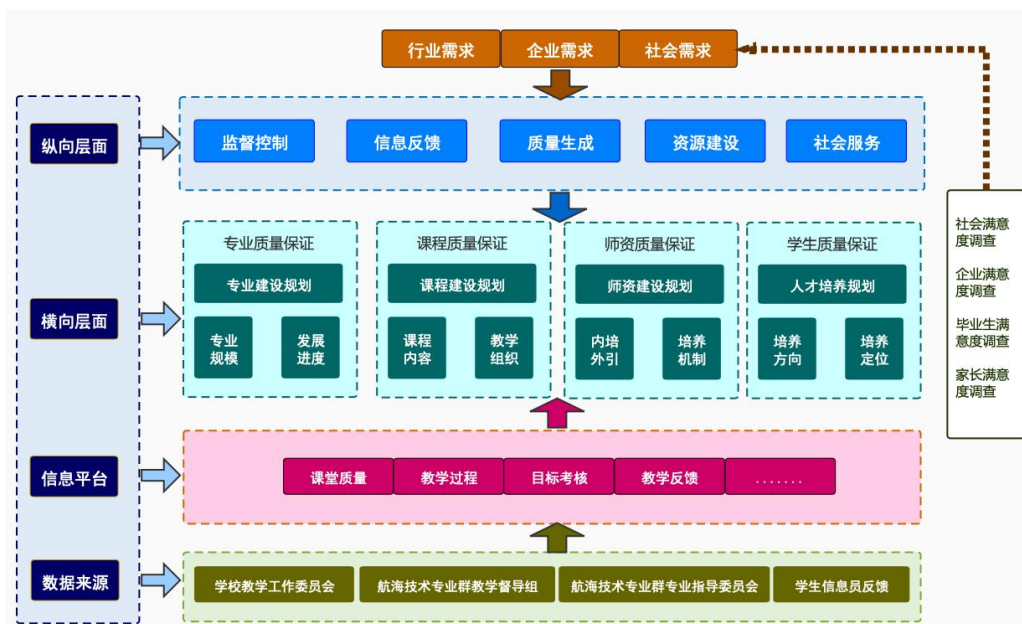 行业需求
企业需求
社会需求
纵向层面
监督控制
信息反馈
质量生成
资源建设
社会服务
横向层面
专业质量保证
专业建设规划
专业
规模
发展
进度
课程质量保证
课程建设规划
课程
内容
教学
组织
师资质量保证
师资建设规划
内培
外引
培养
机制
学生质量保证
人才培养规划
培养
方向
培养
定位
社会满意
度调查
企业满意
度调查
毕业生满
意度调查
家长满意
度调查
信息平台
课堂质量
教学过程
目标考核
教学反馈
.......
数据来源
学校教学工作委员会
航海技术专业群教学督导组
航海技术专业群专业指导委员会
学生信息员反馈